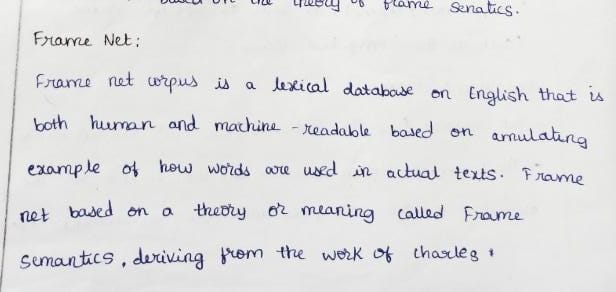 theory of frame Senatics.
Frame Net:
Frame net corpus is a lexical database on English that is
both human and machine - readable based on amulating
example of how words are used in actual texts. Frame
net based on a theory or meaning called Frame
Semantics, deriving from the work of charles